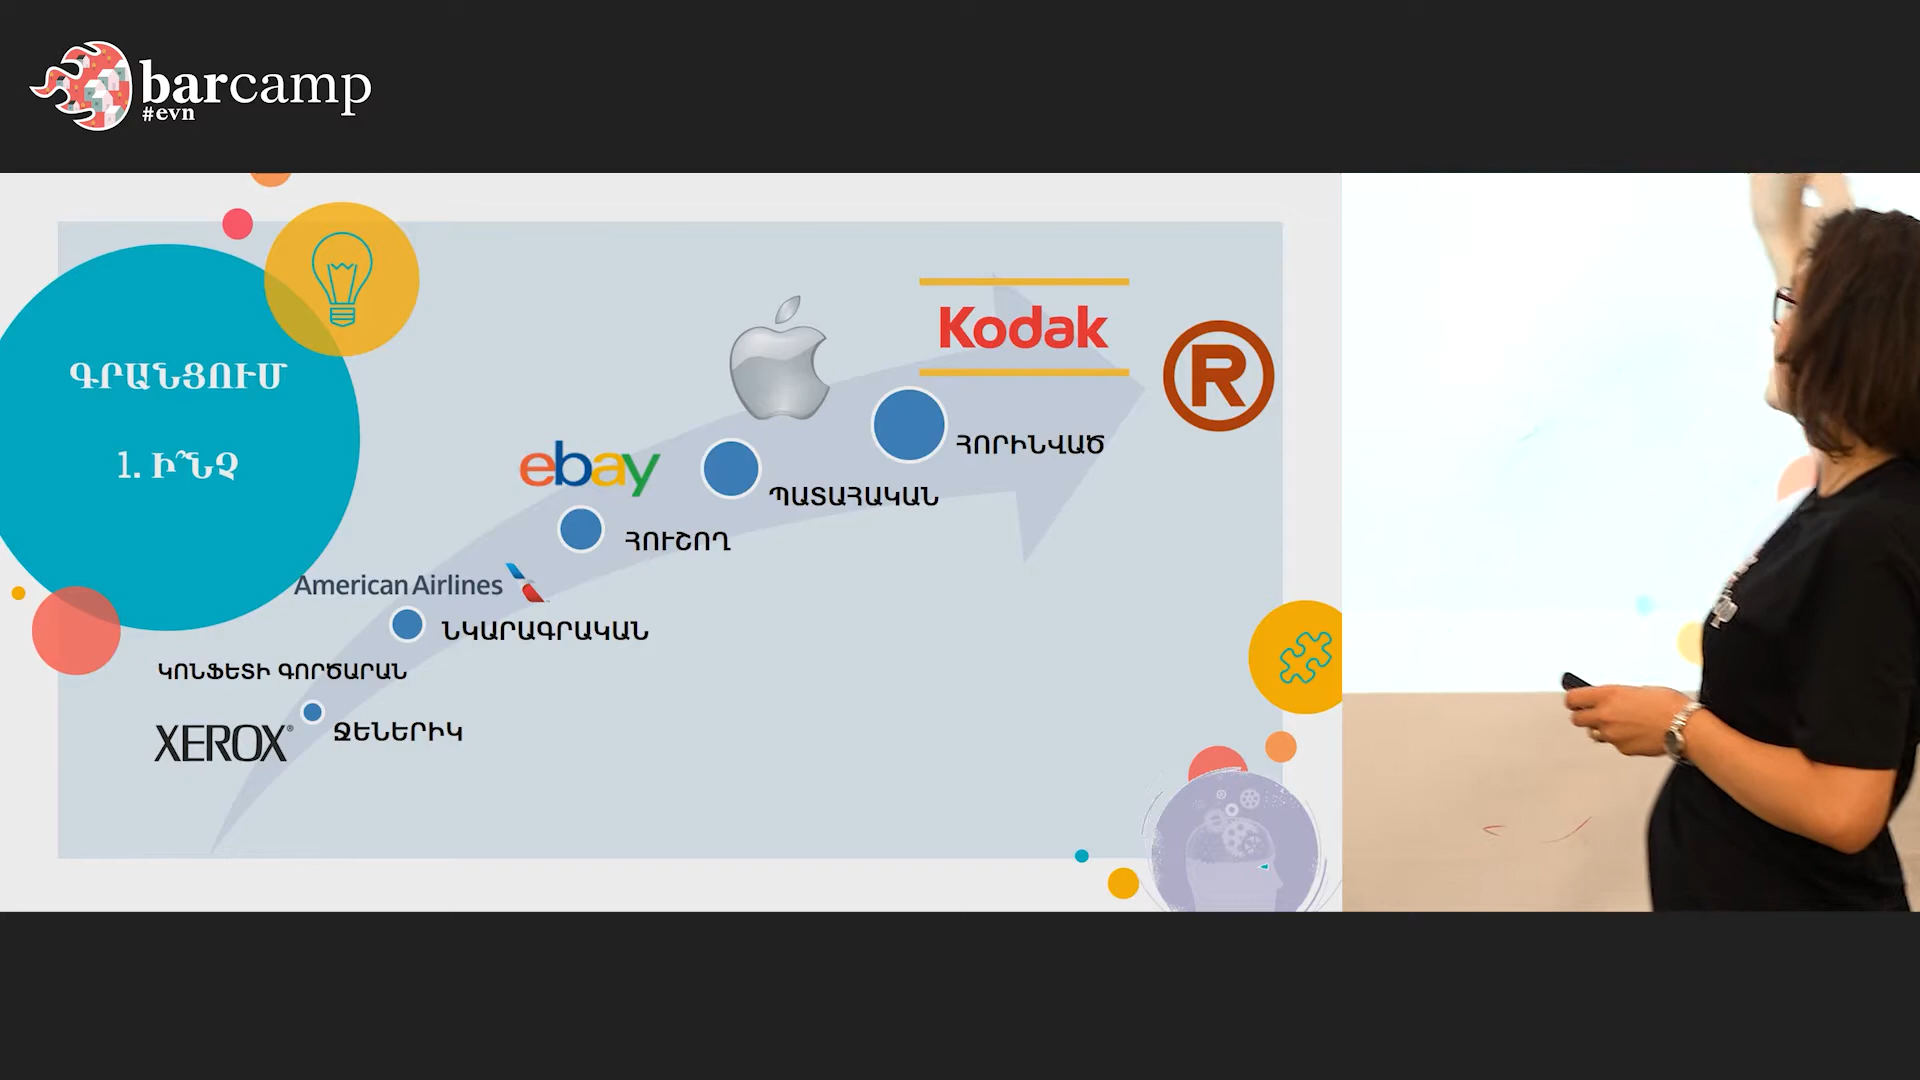 barcamp
#evn
ԳՐԱՆՑՈՒՄ
1. Ի՞ՆՉ
Kodak
®
ՀՈՐԻՆՎԱԾ
ebay
ՊԱՏԱՀԱԿԱՆ
ՀՈՒՇՈՂ
American Airlines
ՆԿԱՐԱԳՐԱԿԱՆ
ԿՈՆՖԵՏԻ ԳՈՐԾԱՐԱՆ
XEROX®
ՋԵՆԵՐԻԿ